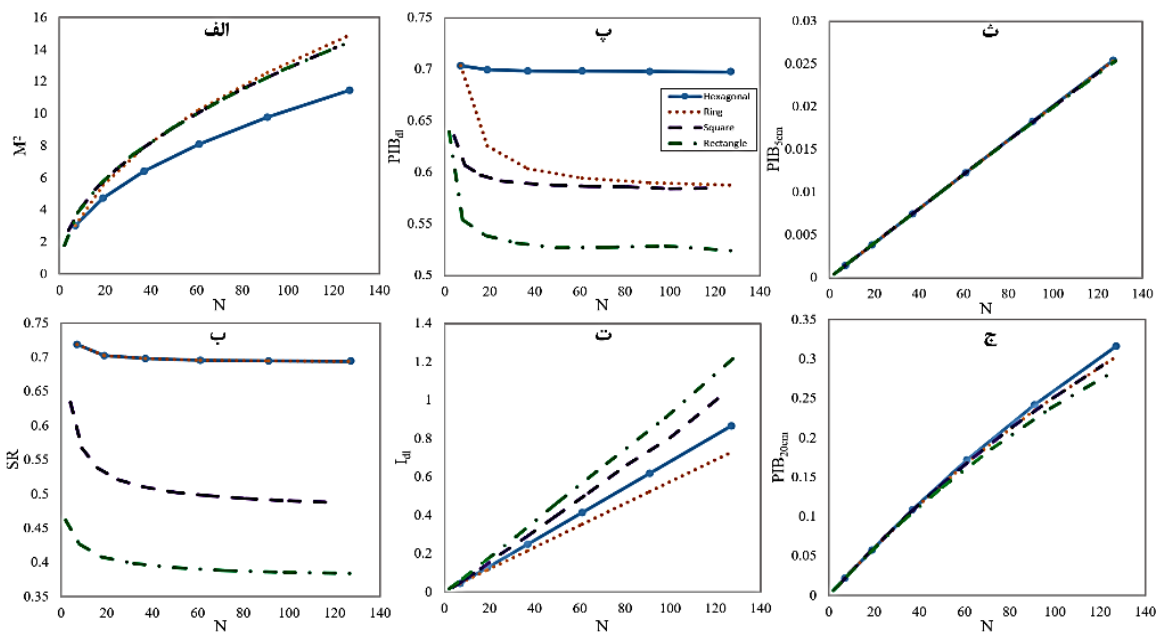 الف
16
14
12
10
8
6
4
2
0
M²
0 20 40 60 80 100 120 140
N
پ
0.75
0.7
0.65
0.6
0.55
0.5
PIB_dl
Hexagonal
Ring
Square
Rectangle
0 20 40 60 80 100 120 140
N
ث
0.03
0.025
0.02
0.015
0.01
0.005
0
PIB_5cm
0 20 40 60 80 100 120 140
N
ب
0.75
0.7
0.65
0.6
0.55
0.5
0.45
0.4
0.35
SR
0 20 40 60 80 100 120 140
N
ت
1.4
1.2
1
0.8
0.6
0.4
0.2
0
I_dl
0 20 40 60 80 100 120 140
N
ج
0.35
0.3
0.25
0.2
0.15
0.1
0.05
0
PIB_20cm
0 20 40 60 80 100 120 140
N